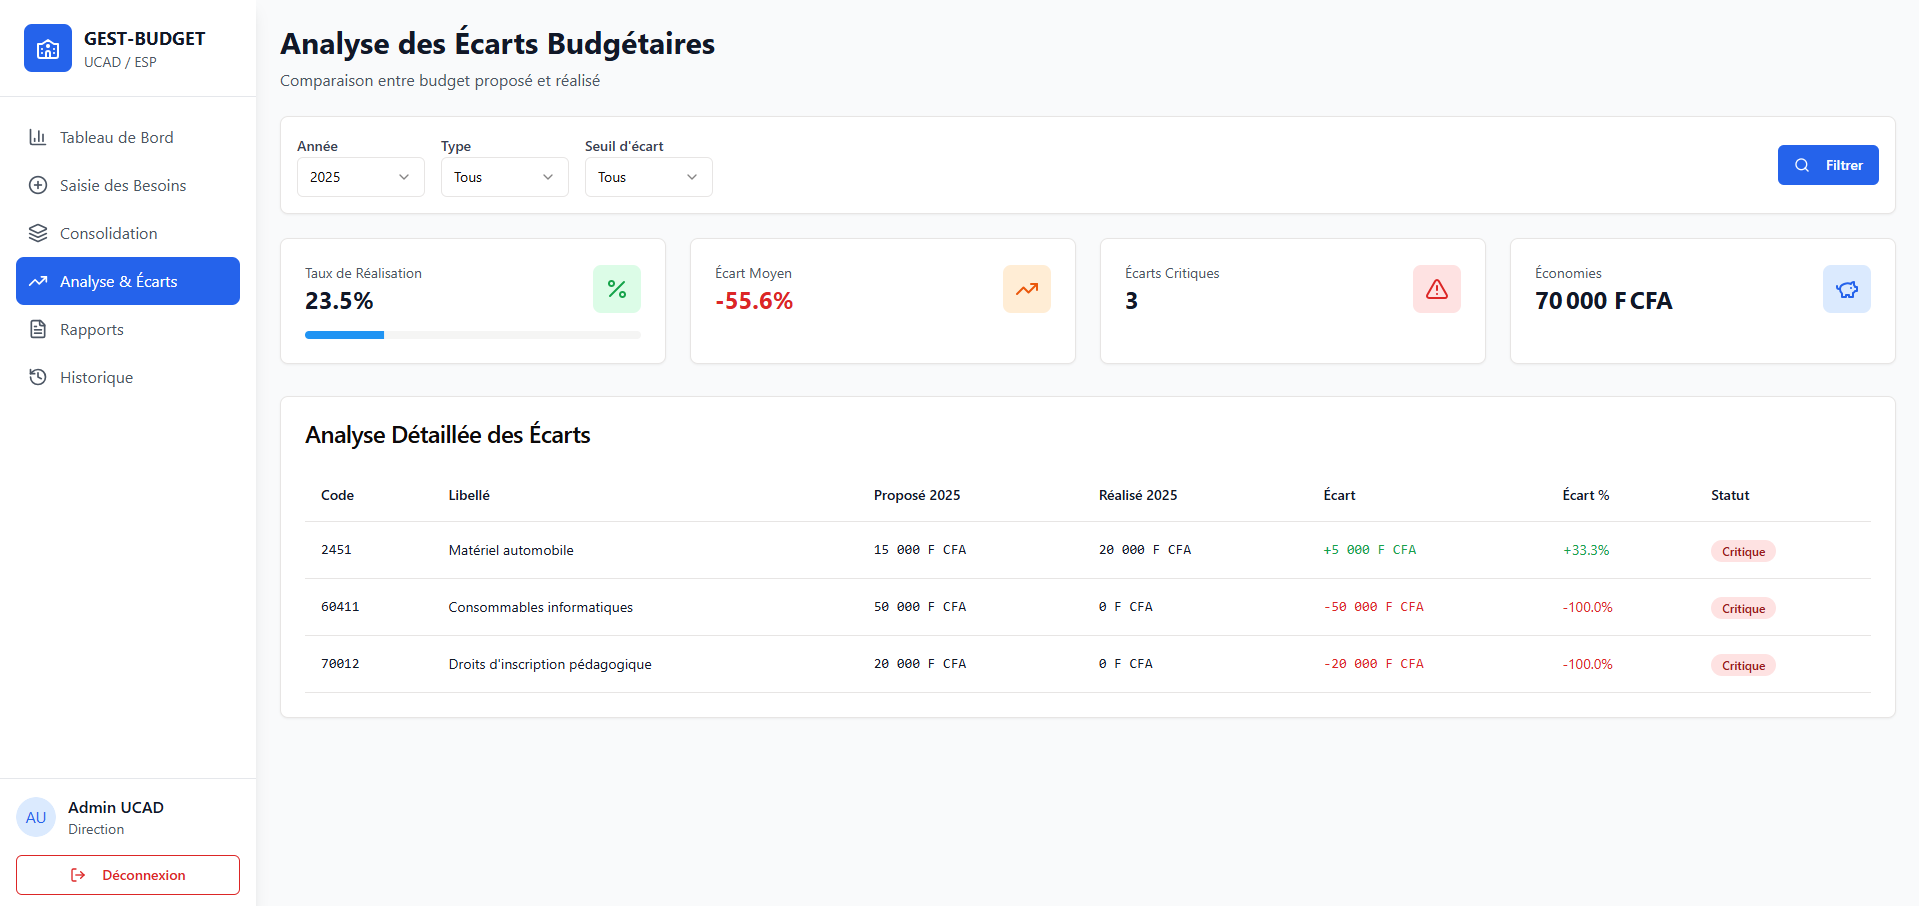 GEST-BUDGET
UCAD / ESP
Tableau de Bord
Saisie des Besoins
Consolidation
Analyse & Écarts
Rapports
Historique
AU
Admin UCAD
Direction
Déconnexion
Analyse des Écarts Budgétaires
Comparaison entre budget proposé et réalisé
Année Type Seuil d'écart
2025 Tous Tous Filtrer
Taux de Réalisation
23.5%
Écart Moyen
-55.6%
Écarts Critiques
3
Économies
70 000 F CFA
Analyse Détaillée des Écarts
Code Libellé Proposé 2025 Réalisé 2025 Écart Écart % Statut
2451 Matériel automobile 15 000 F CFA 20 000 F CFA +5 000 F CFA +33.3% Critique
60411 Consommables informatiques 50 000 F CFA 0 F CFA -50 000 F CFA -100.0% Critique
70012 Droits d'inscription pédagogique 20 000 F CFA 0 F CFA -20 000 F CFA -100.0% Critique